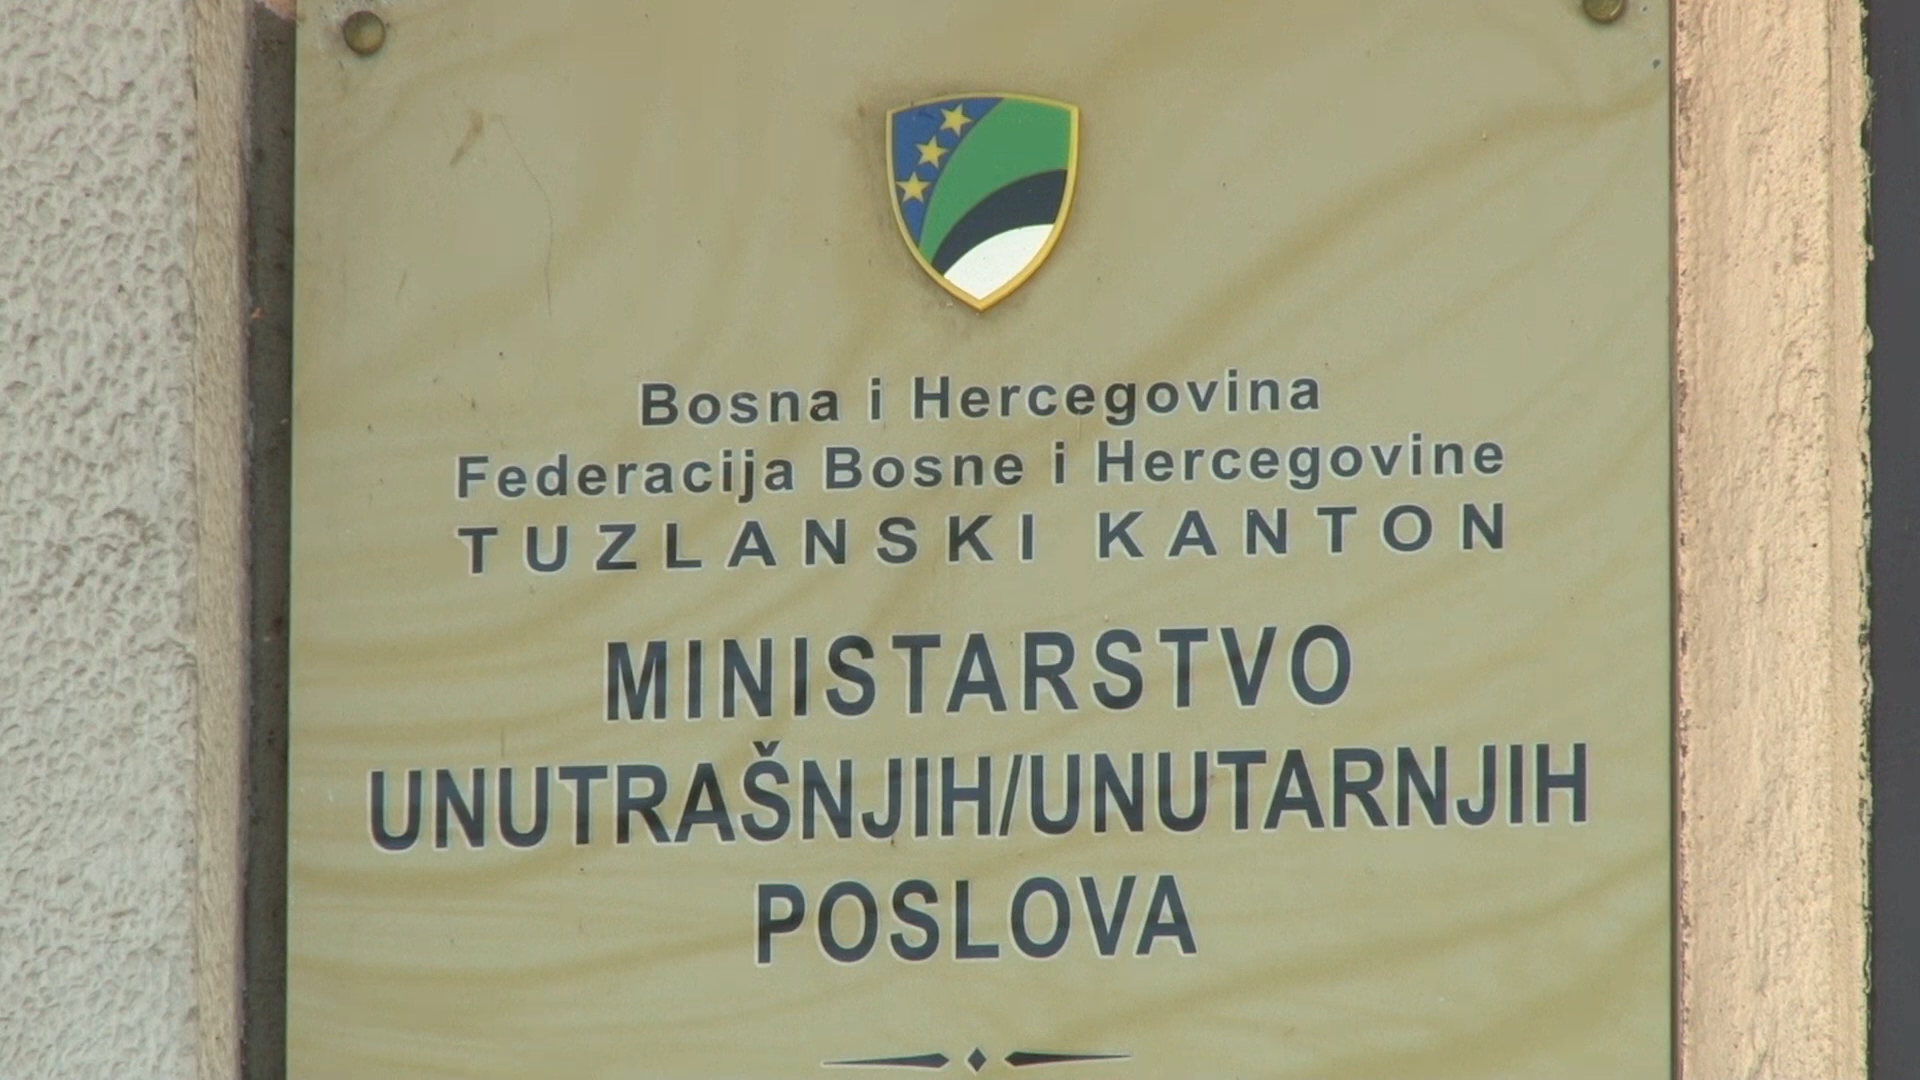 Bosna i Hercegovina
Federacija Bosne i Hercegovine
TUZLANSKI KANTON
MINISTARSTVO
UNUTRAŠNJIH/UNUTARNJIH
POSLOVA